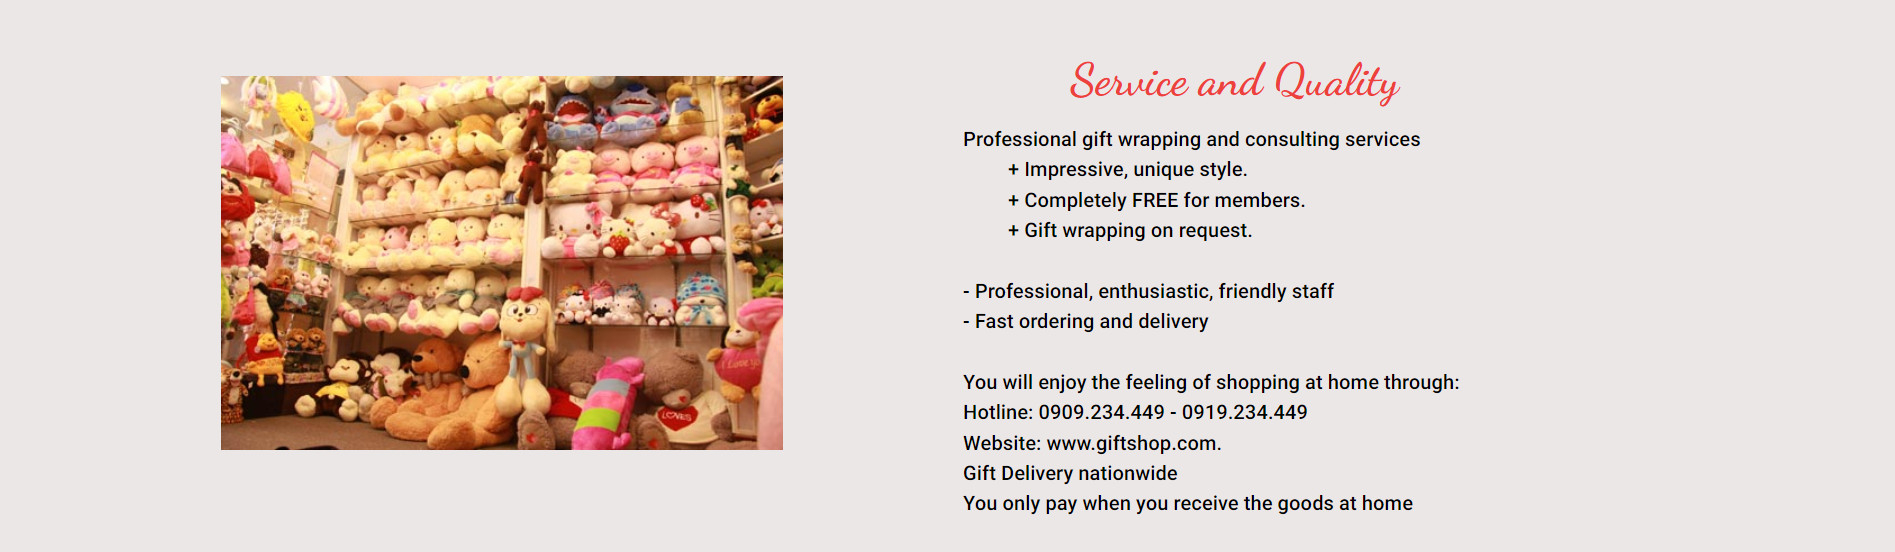 Service and Quality
Professional gift wrapping and consulting services
+ Impressive, unique style.
+ Completely FREE for members.
+ Gift wrapping on request.
- Professional, enthusiastic, friendly staff
- Fast ordering and delivery
You will enjoy the feeling of shopping at home through:
Hotline: 0909.234.449 - 0919.234.449
Website: www.giftshop.com.
Gift Delivery nationwide
You only pay when you receive the goods at home
I Love yo
LOVES